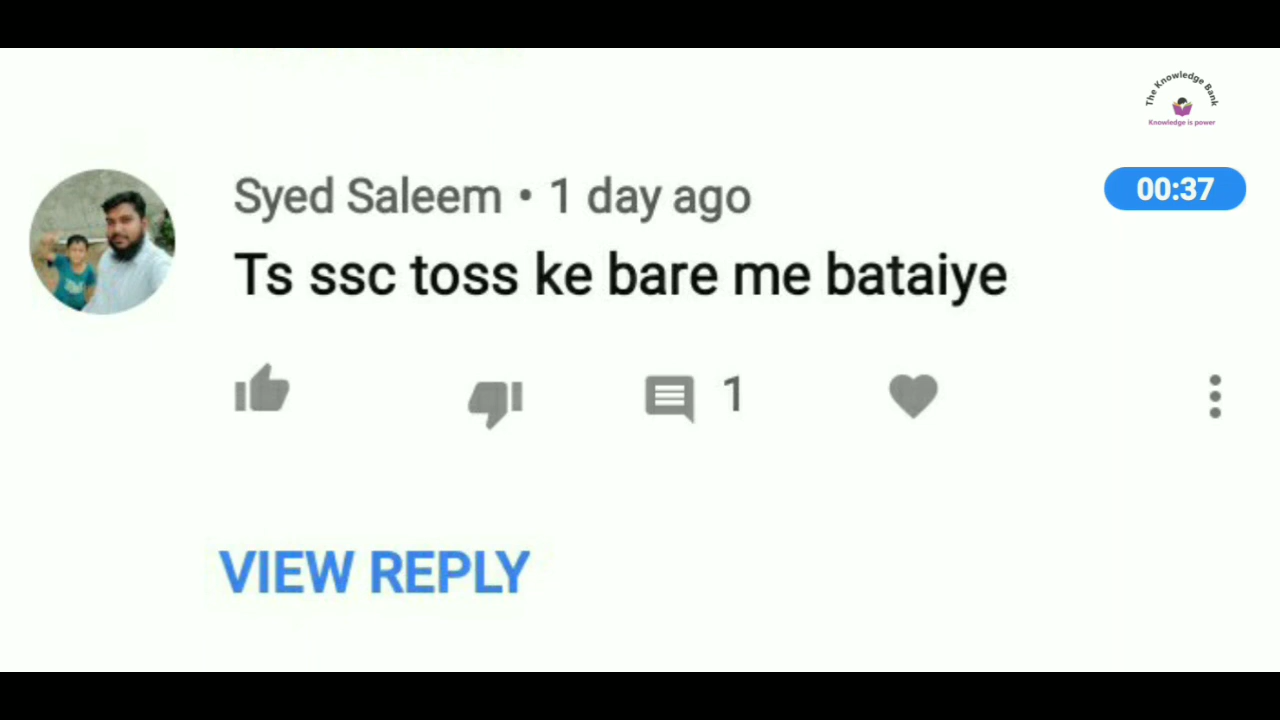 The Knowledge Bank
Knowledge is power
Syed Saleem • 1 day ago
00:37
Ts ssc toss ke bare me bataiye
1
VIEW REPLY